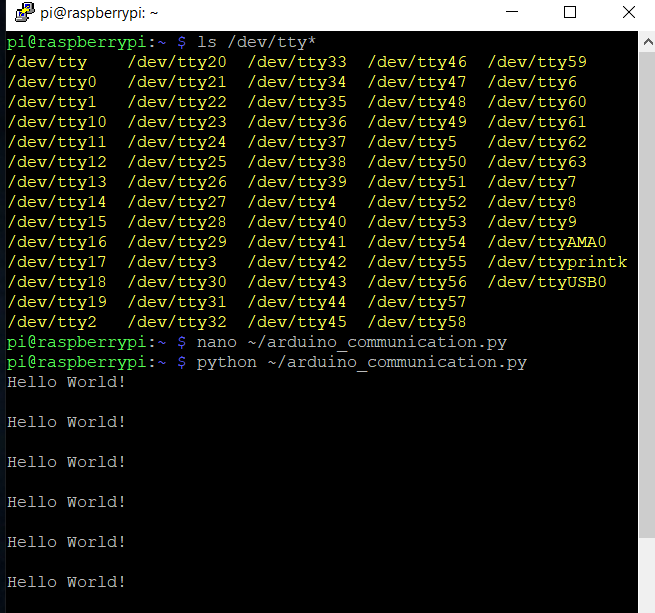 pi@raspberrypi: ~
pi@raspberrypi:~ $ ls /dev/tty*
/dev/tty    /dev/tty20  /dev/tty33  /dev/tty46  /dev/tty59
/dev/tty0   /dev/tty21  /dev/tty34  /dev/tty47  /dev/tty6
/dev/tty1   /dev/tty22  /dev/tty35  /dev/tty48  /dev/tty60
/dev/tty10  /dev/tty23  /dev/tty36  /dev/tty49  /dev/tty61
/dev/tty11  /dev/tty24  /dev/tty37  /dev/tty5   /dev/tty62
/dev/tty12  /dev/tty25  /dev/tty38  /dev/tty50  /dev/tty63
/dev/tty13  /dev/tty26  /dev/tty39  /dev/tty51  /dev/tty7
/dev/tty14  /dev/tty27  /dev/tty4   /dev/tty52  /dev/tty8
/dev/tty15  /dev/tty28  /dev/tty40  /dev/tty53  /dev/tty9
/dev/tty16  /dev/tty29  /dev/tty41  /dev/tty54  /dev/ttyAMA0
/dev/tty17  /dev/tty3   /dev/tty42  /dev/tty55  /dev/ttyprintk
/dev/tty18  /dev/tty30  /dev/tty43  /dev/tty56  /dev/ttyUSB0
/dev/tty19  /dev/tty31  /dev/tty44  /dev/tty57
/dev/tty2   /dev/tty32  /dev/tty45  /dev/tty58
pi@raspberrypi:~ $ nano ~/arduino_communication.py
pi@raspberrypi:~ $ python ~/arduino_communication.py
Hello World!
Hello World!
Hello World!
Hello World!
Hello World!
Hello World!